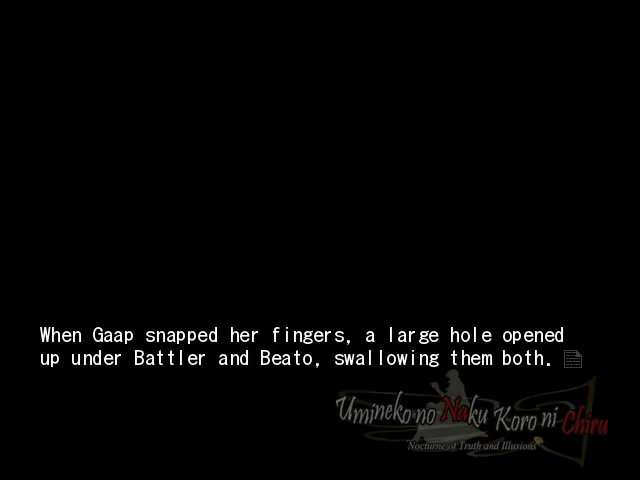 When Gaap snapped her fingers, a large hole opened
up under Battler and Beato, swallowing them both.
Umineko no Naku Koro ni Chiru
Nocturne of Truth and Illusions